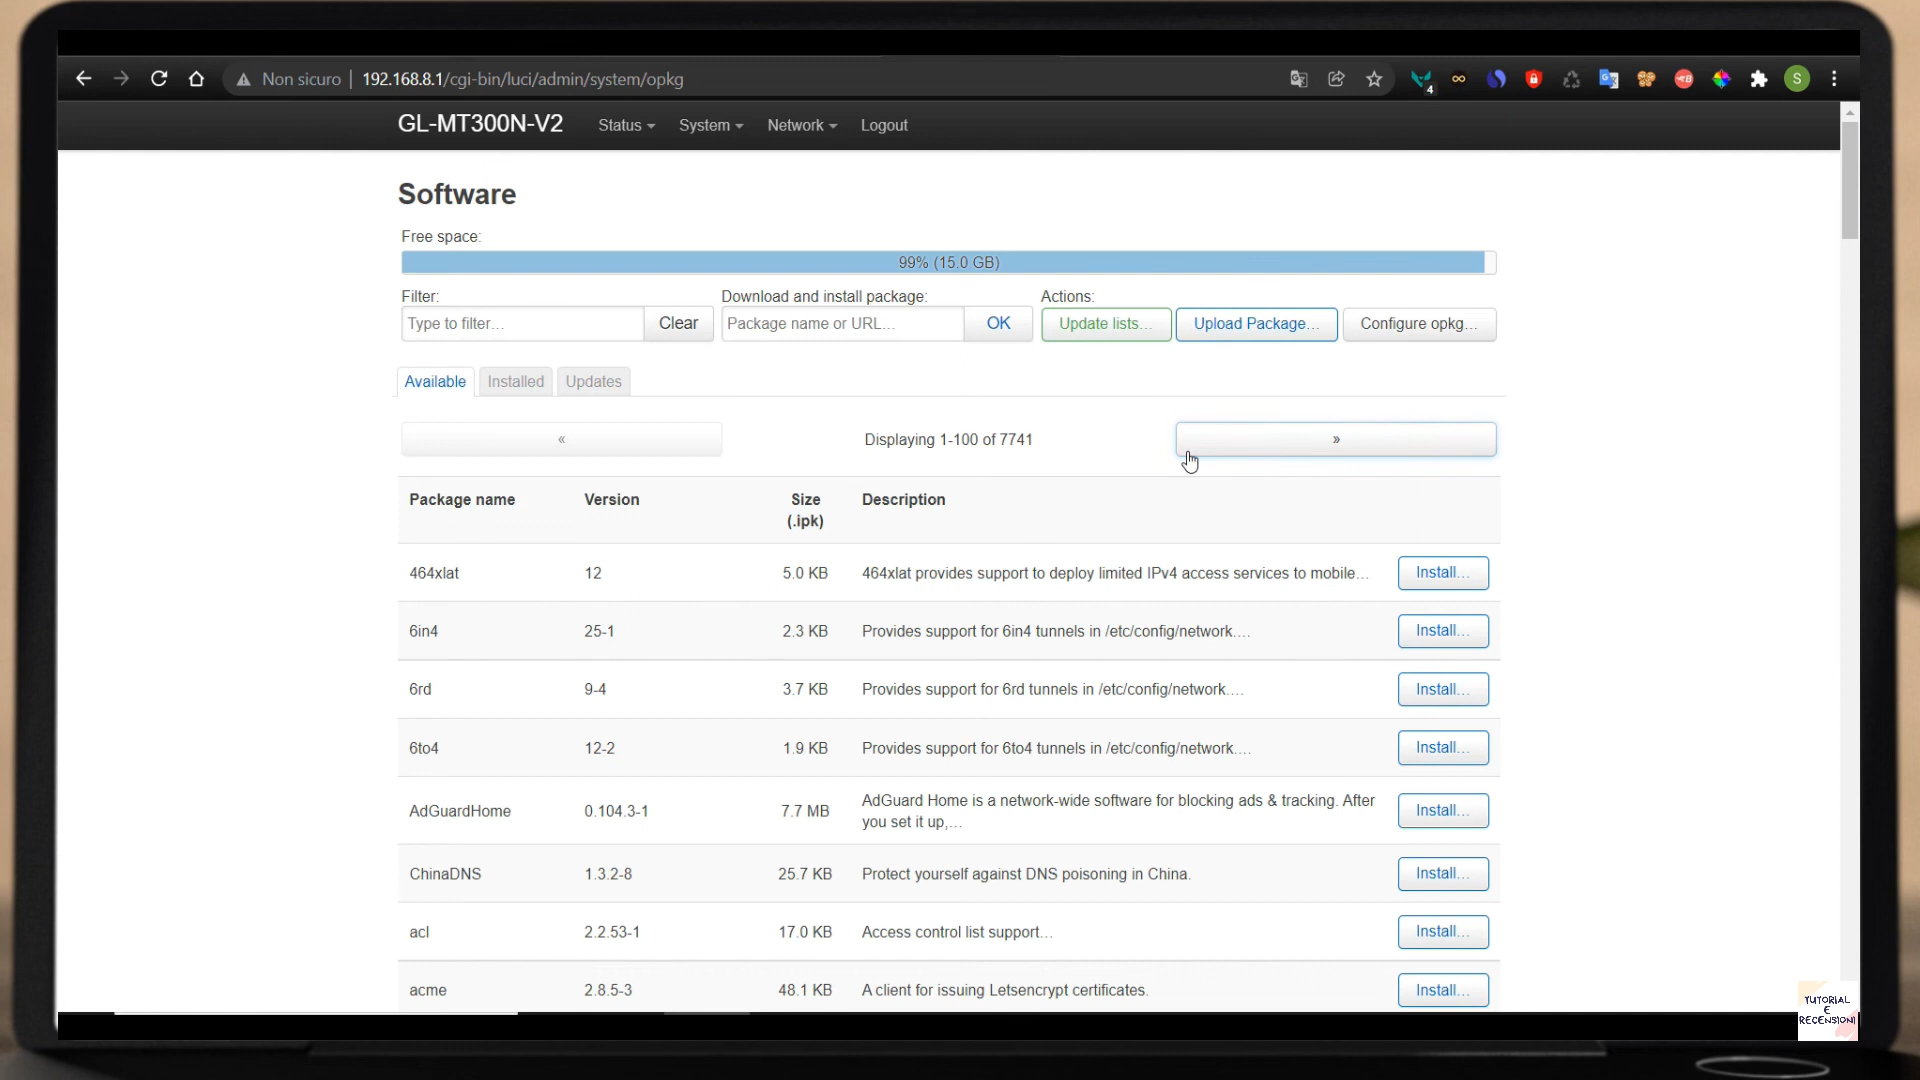 Non sicuro | 192.168.8.1/cgi-bin/luci/admin/system/opkg
4
S
GL-MT300N-V2 Status System Network Logout
Software
Free space:
99% (15.0 GB)
Filter: Download and install package: Actions:
Type to filter... Clear Package name or URL... OK Update lists... Upload Package... Configure opkg...
Available Installed Updates
« Displaying 1-100 of 7741 »
Package name Version Size (.ipk) Description
464xlat 12 5.0 KB 464xlat provides support to deploy limited IPv4 access services to mobile... Install...
6in4 25-1 2.3 KB Provides support for 6in4 tunnels in /etc/config/network.... Install...
6rd 9-4 3.7 KB Provides support for 6rd tunnels in /etc/config/network.... Install...
6to4 12-2 1.9 KB Provides support for 6to4 tunnels in /etc/config/network.... Install...
AdGuardHome 0.104.3-1 7.7 MB AdGuard Home is a network-wide software for blocking ads & tracking. After
you set it up,... Install...
ChinaDNS 1.3.2-8 25.7 KB Protect yourself against DNS poisoning in China. Install...
acl 2.2.53-1 17.0 KB Access control list support... Install...
acme 2.8.5-3 48.1 KB A client for issuing Letsencrypt certificates. Install...
TUTORIAL
E
RECENSIONI